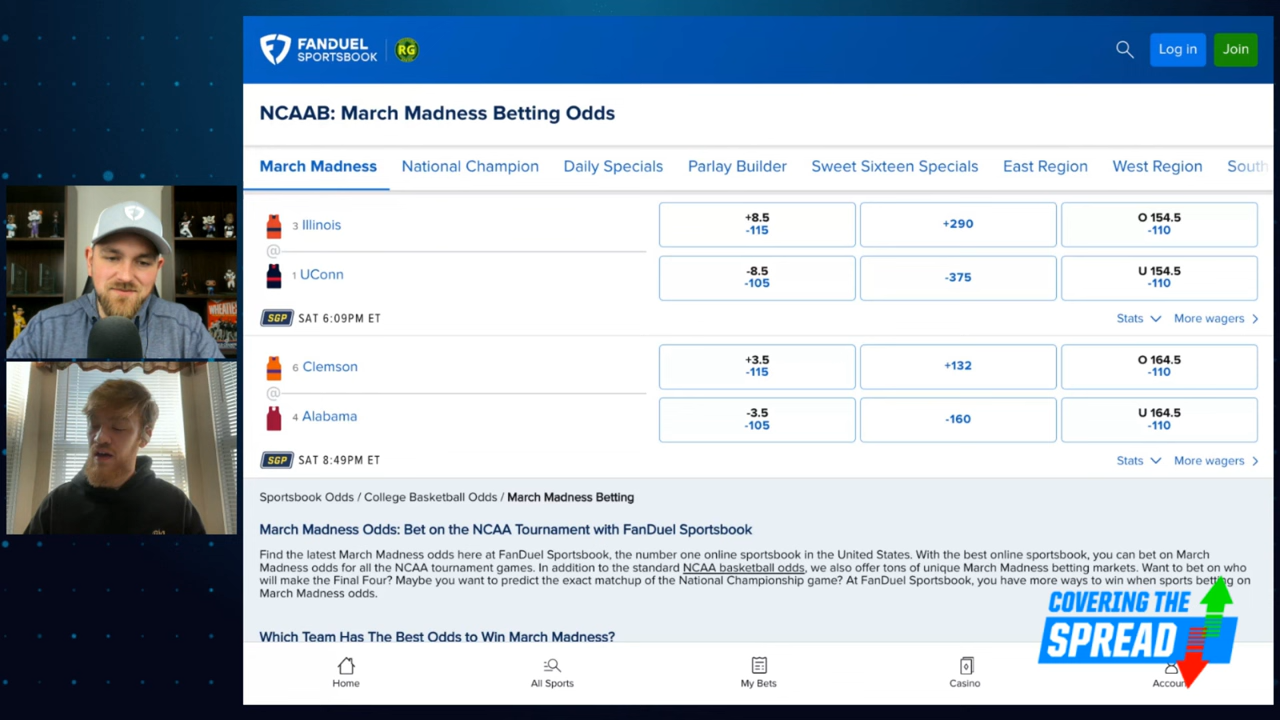 FANDUEL
SPORTSBOOK
RG
Log in
Join
NCAAB: March Madness Betting Odds
March Madness
National Champion
Daily Specials
Parlay Builder
Sweet Sixteen Specials
East Region
West Region
South
3 Illinois
+8.5
-115
+290
O 154.5
-110
@
1 UConn
-8.5
-105
-375
U 154.5
-110
SGP SAT 6:09PM ET
Stats
More wagers
6 Clemson
+3.5
-115
+132
O 164.5
-110
@
4 Alabama
-3.5
-105
-160
U 164.5
-110
SGP SAT 8:49PM ET
Stats
More wagers
Sportsbook Odds / College Basketball Odds / March Madness Betting
March Madness Odds: Bet on the NCAA Tournament with FanDuel Sportsbook
Find the latest March Madness odds here at FanDuel Sportsbook, the number one online sportsbook in the United States. With the best online sportsbook, you can bet on March
Madness odds for all the NCAA tournament games. In addition to the standard NCAA basketball odds, we also offer tons of unique March Madness betting markets. Want to bet on who
will make the Final Four? Maybe you want to predict the exact matchup of the National Championship game? At FanDuel Sportsbook, you have more ways to win when sports betting on
March Madness odds.
COVERING THE
SPREAD
Which Team Has The Best Odds to Win March Madness?
Home
All Sports
My Bets
Casino
Accoun
WHEATIES